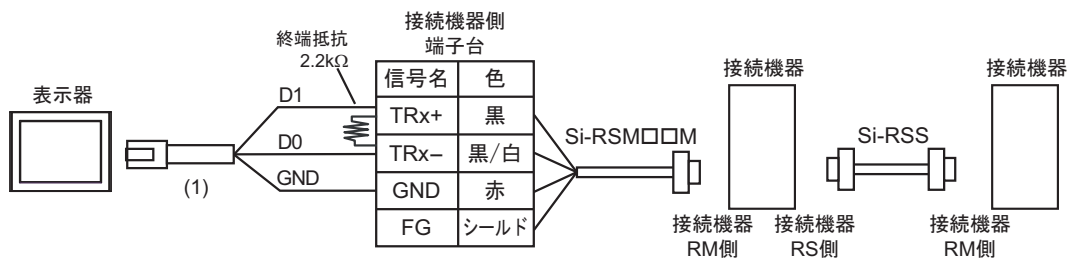 表示器
(1)
D1
D0
GND
終端抵抗
2.2kΩ
接続機器側
端子台
信号名 色
TRx+ 黒
TRx− 黒/白
GND 赤
FG シールド
Si-RSM□□M
接続機器
Si-RSS
接続機器
接続機器
RM側
接続機器
RS側
接続機器
RM側